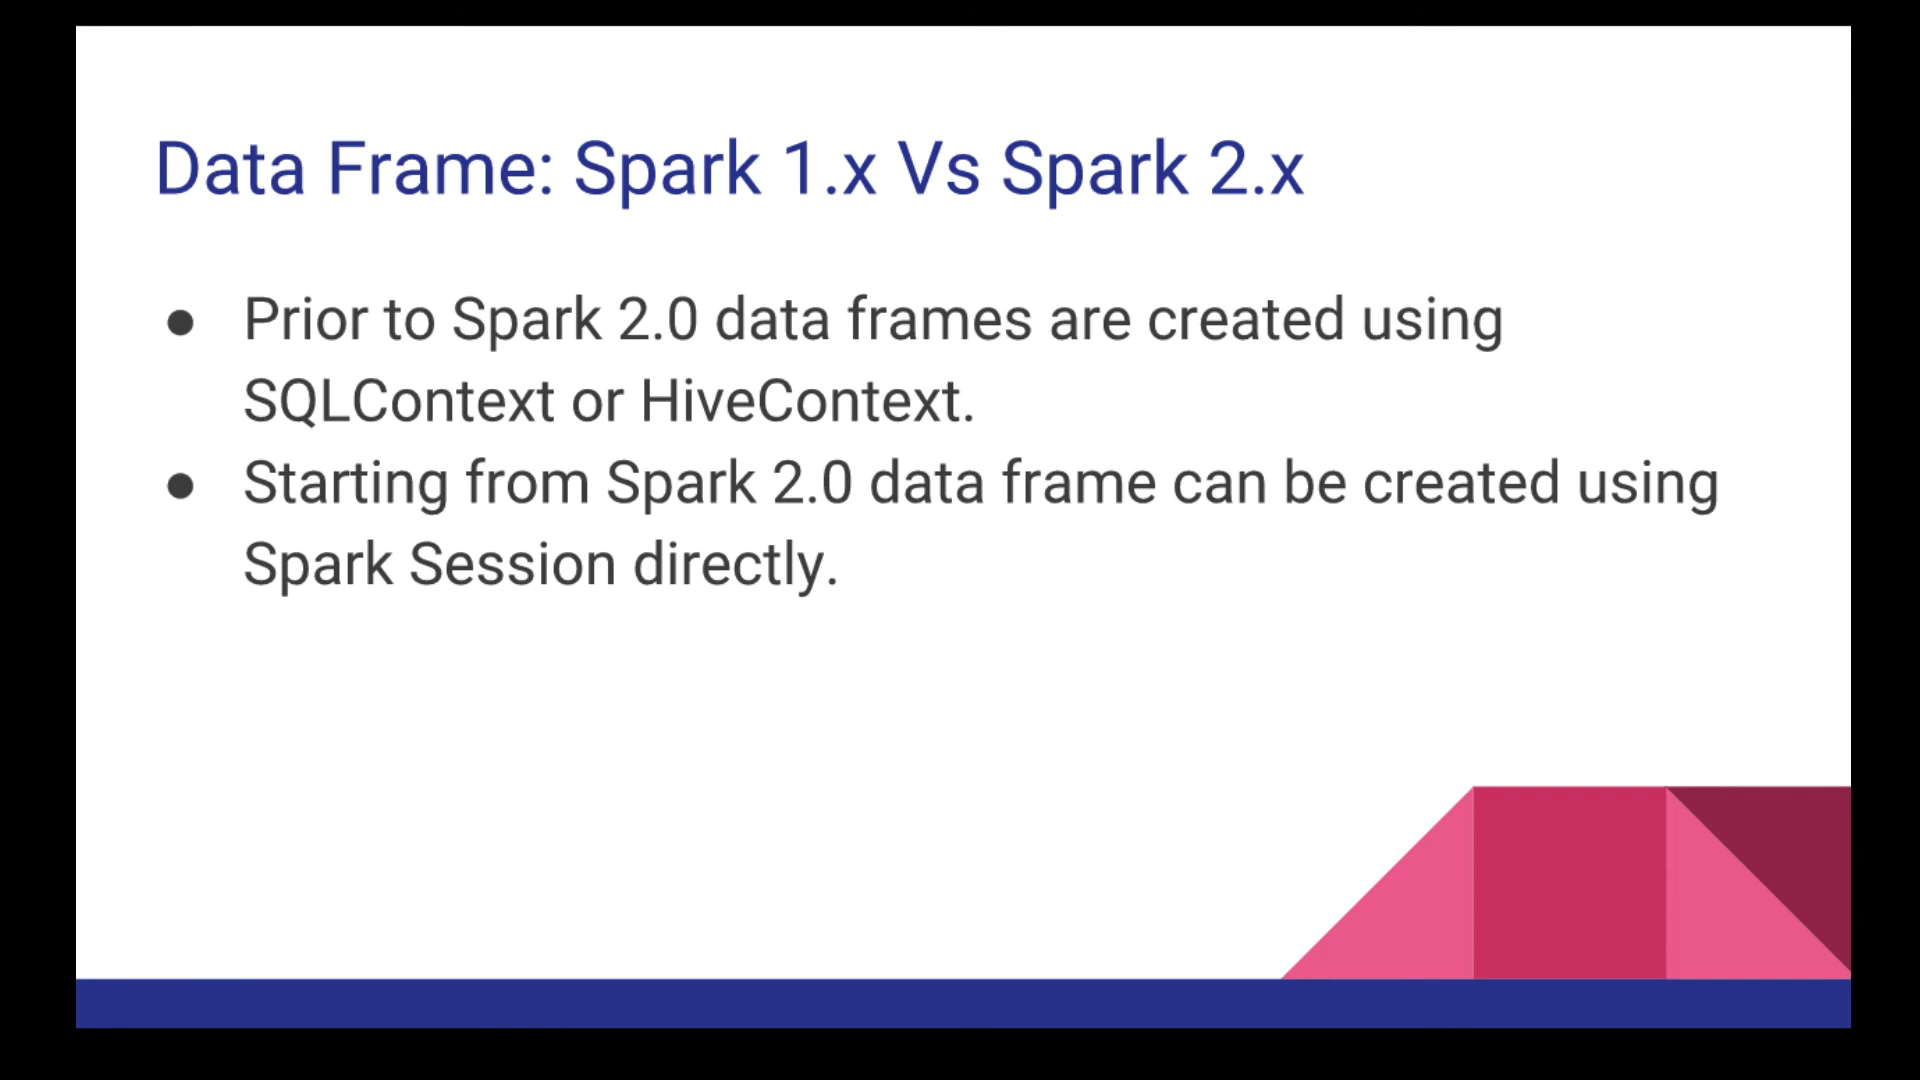 Data Frame: Spark 1.x Vs Spark 2.x
● Prior to Spark 2.0 data frames are created using
SQLContext or HiveContext.
● Starting from Spark 2.0 data frame can be created using
Spark Session directly.